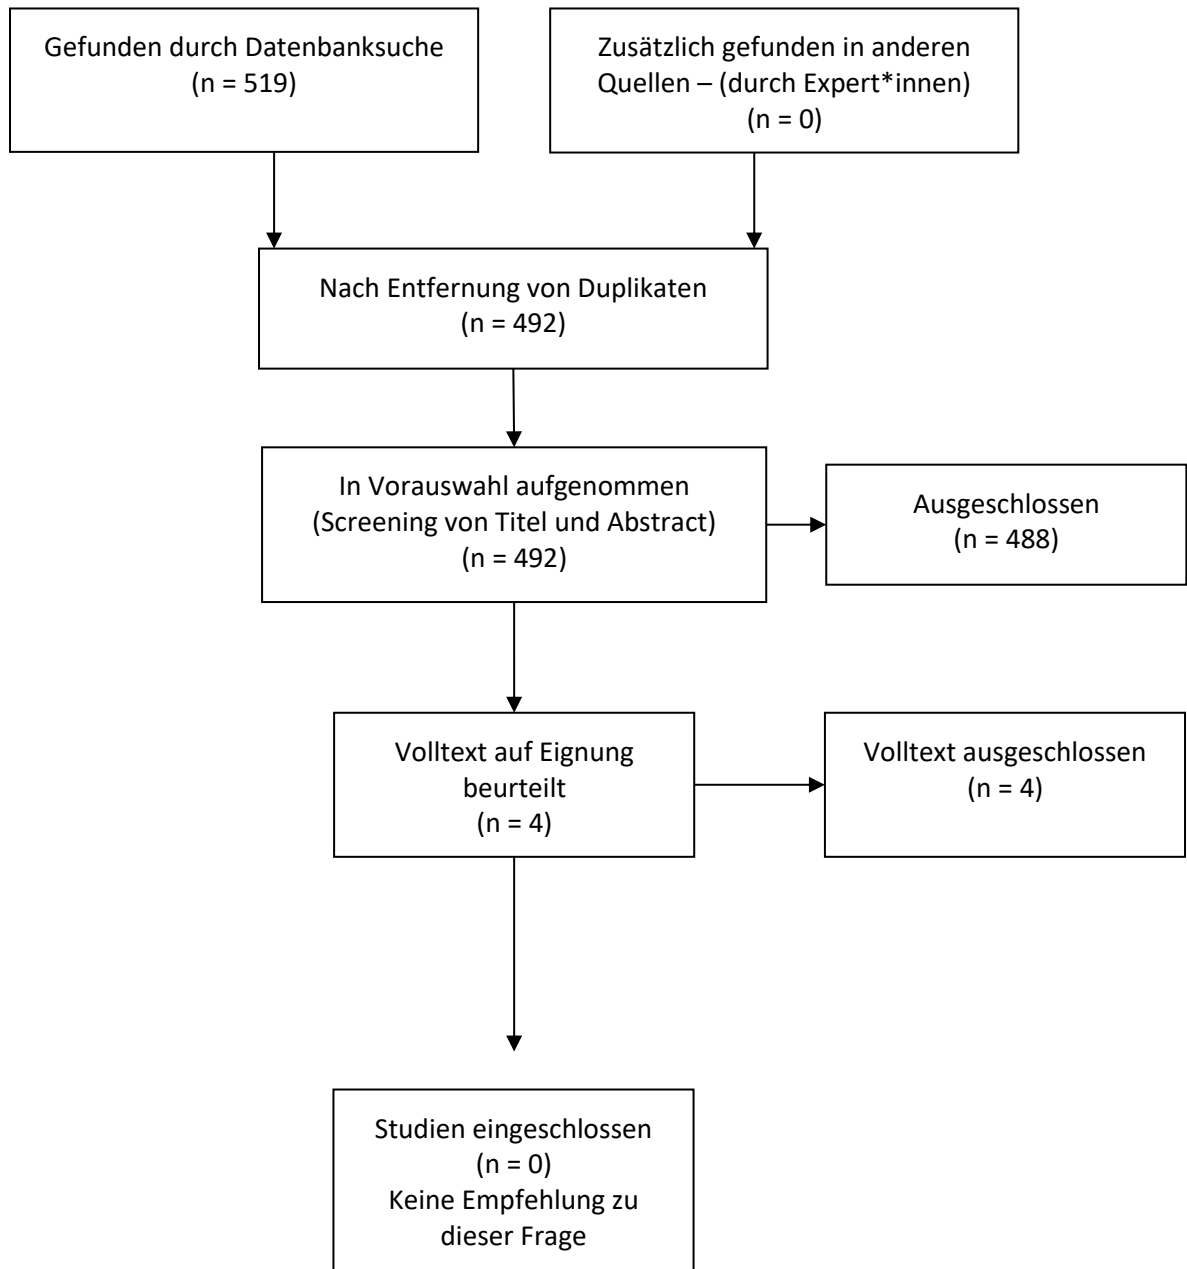 Gefunden durch Datenbanksuche
(n = 519)
Zusätzlich gefunden in anderen
Quellen – (durch Expert*innen)
(n = 0)
Nach Entfernung von Duplikaten
(n = 492)
In Vorauswahl aufgenommen
(Screening von Titel und Abstract)
(n = 492)
Ausgeschlossen
(n = 488)
Volltext auf Eignung
beurteilt
(n = 4)
Volltext ausgeschlossen
(n = 4)
Studien eingeschlossen
(n = 0)
Keine Empfehlung zu
dieser Frage